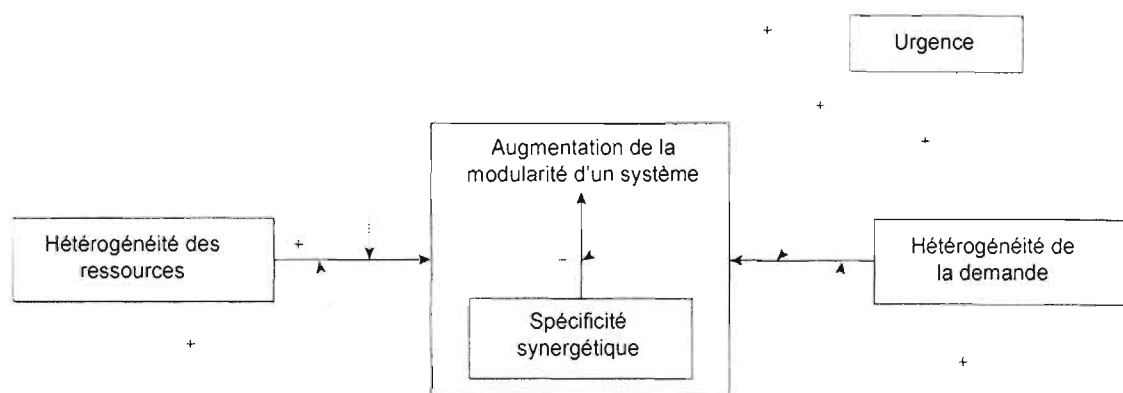 +
Urgence
+
+
Augmentation de la
modularité d'un système
Hétérogénéité des
ressources
+
–
Hétérogénéité de
la demande
Spécificité
synergétique
+
+